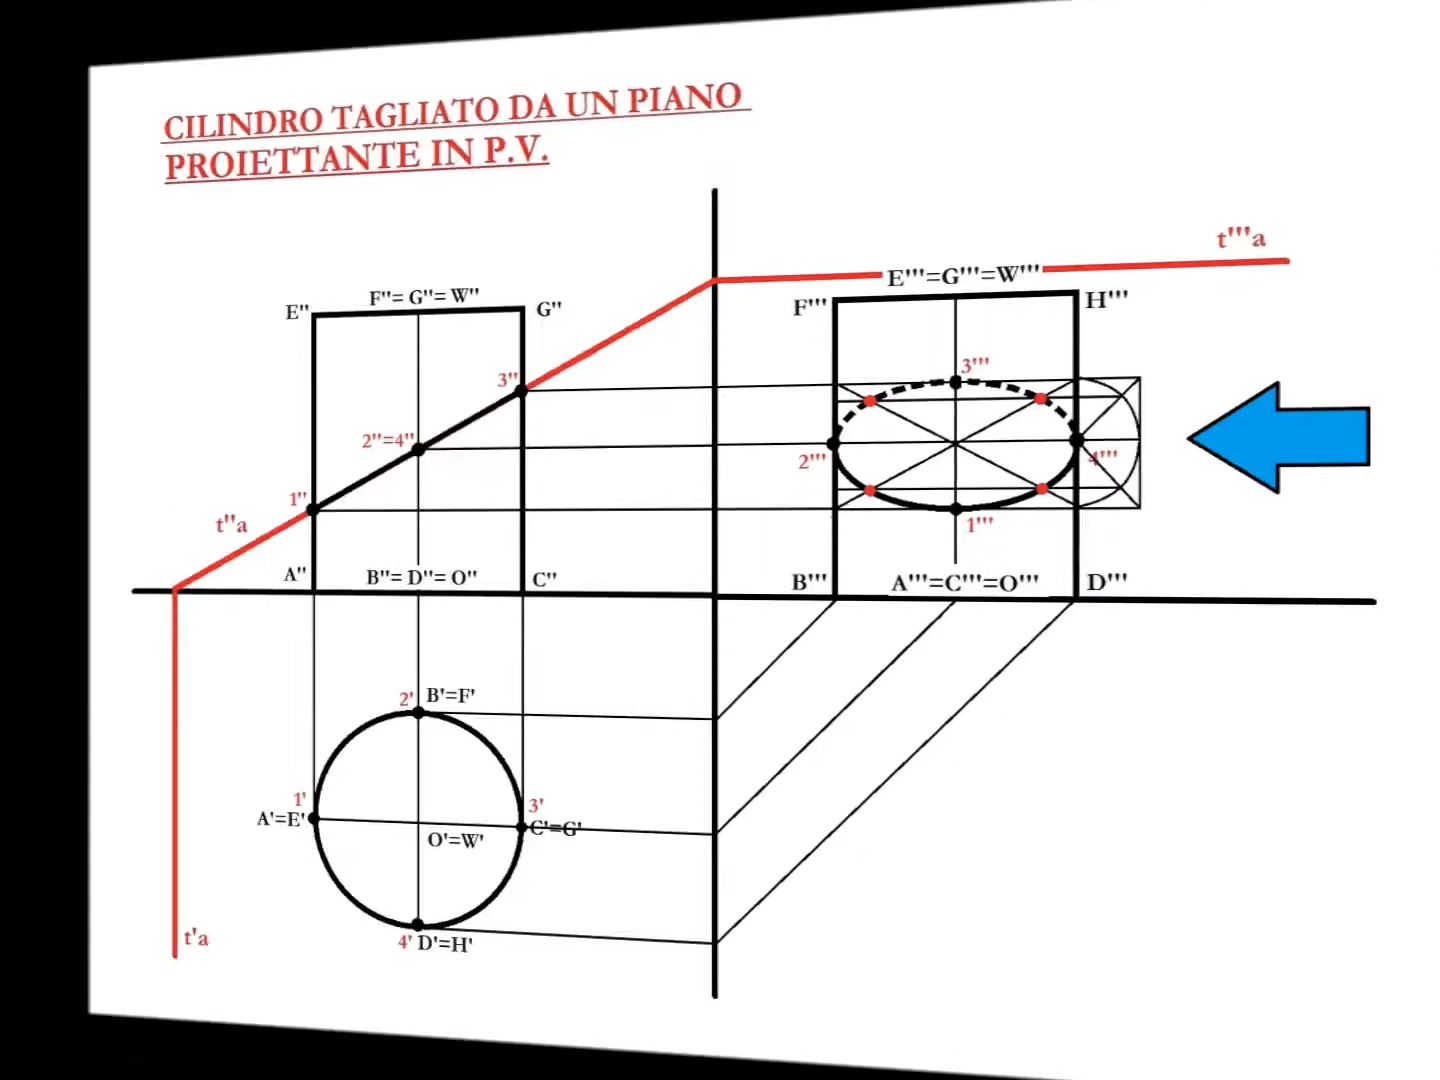 CILINDRO TAGLIATO DA UN PIANO
PROIETTANTE IN P.V.
t'''a
E'''=G'''=W'''
F'''
H'''
E''
F''= G''= W''
G''
3'''
3''
2''=4''
2'''
4'''
1''
1'''
t''a
A''
B''= D''= O''
C''
B'''
A'''=C'''=O'''
D'''
2'
B'=F'
1'
3'
A'=E'
C'=G'
O'=W'
t'a
4' D'=H'